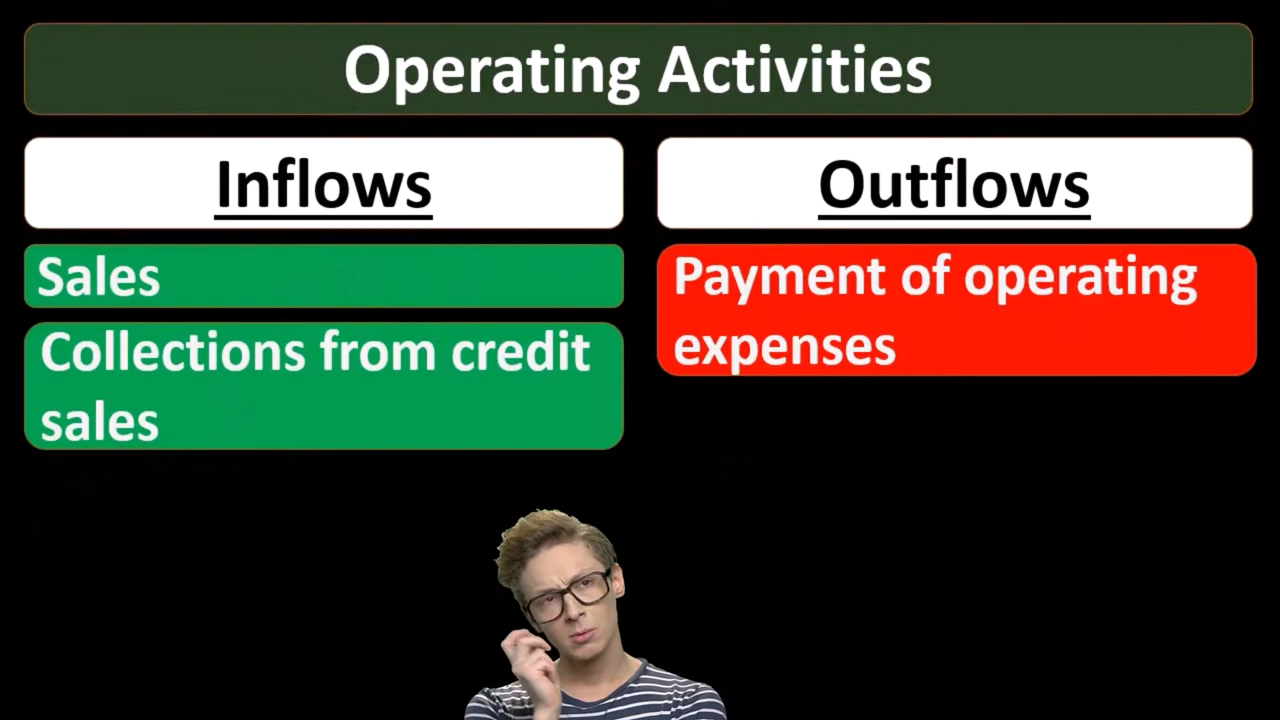 Operating Activities
Inflows
Outflows
Sales
Collections from credit
sales
Payment of operating
expenses